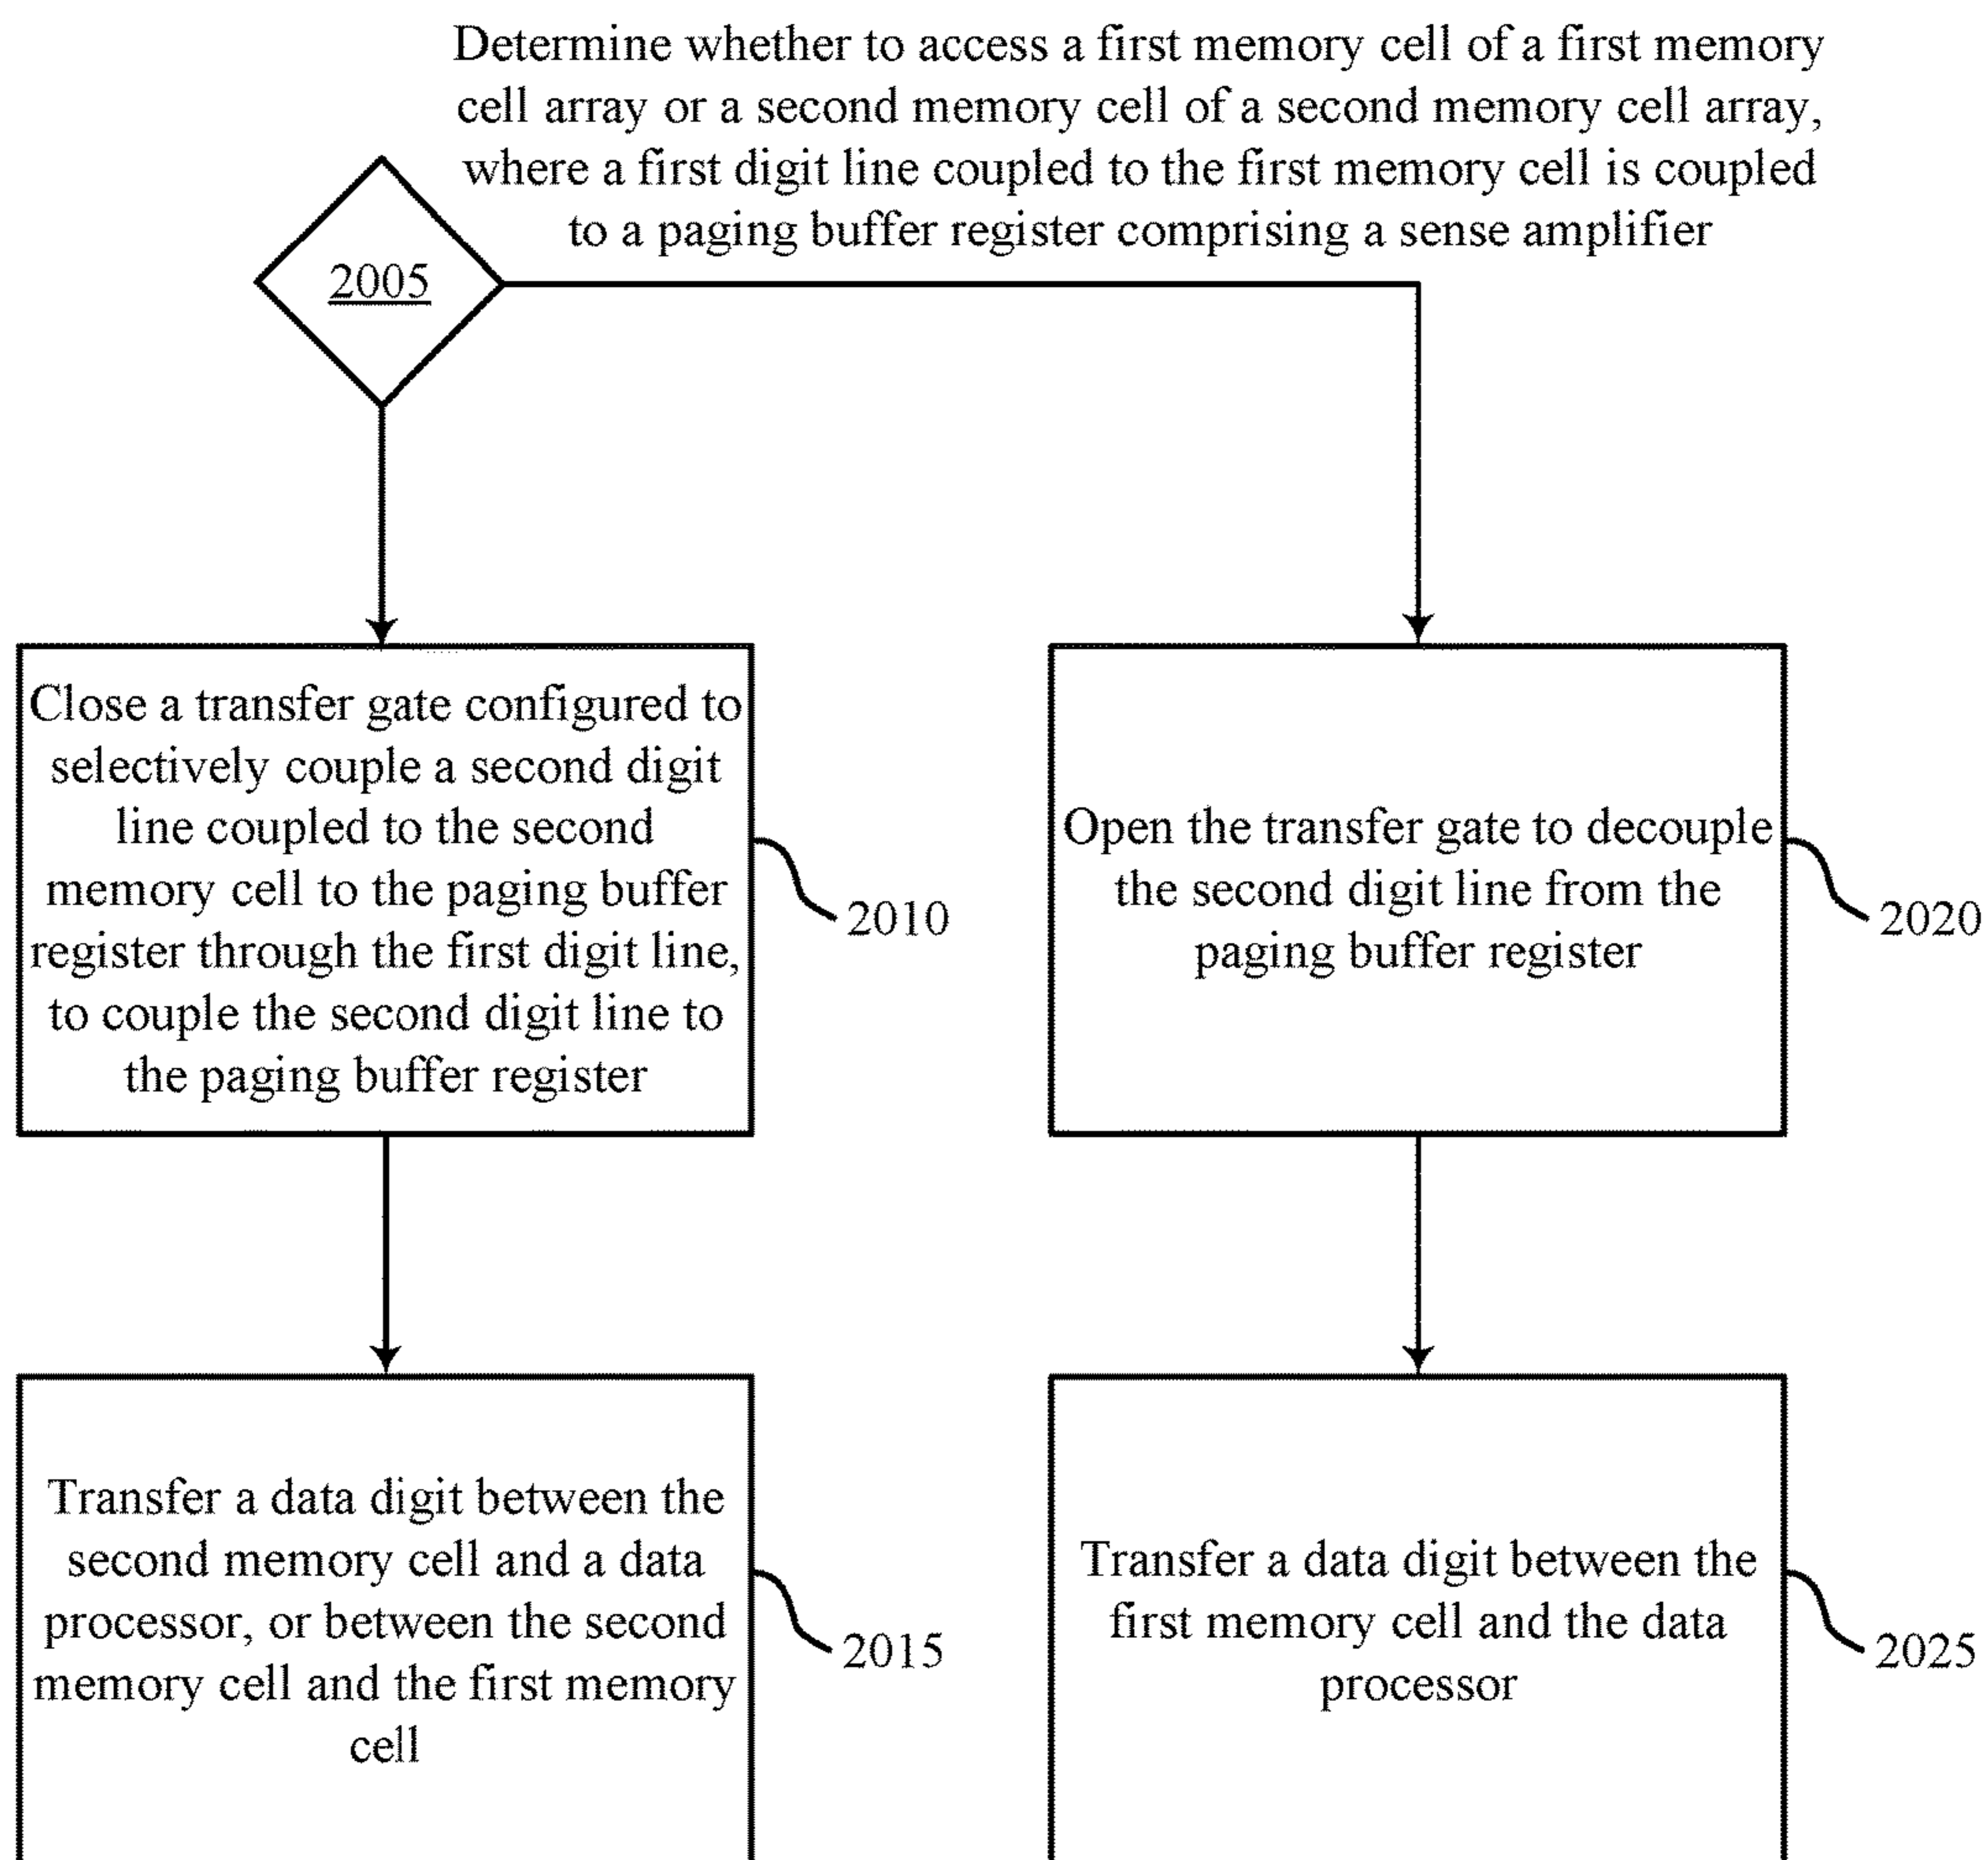 Determine whether to access a first memory cell of a first memory
cell array or a second memory cell of a second memory cell array,
where a first digit line coupled to the first memory cell is coupled
to a paging buffer register comprising a sense amplifier
2005
Close a transfer gate configured to
selectively couple a second digit
line coupled to the second
memory cell to the paging buffer
register through the first digit line,
to couple the second digit line to
the paging buffer register
2010
Open the transfer gate to decouple
the second digit line from the
paging buffer register
2020
Transfer a data digit between the
second memory cell and a data
processor, or between the second
memory cell and the first memory
cell
2015
Transfer a data digit between the
first memory cell and the data
processor
2025